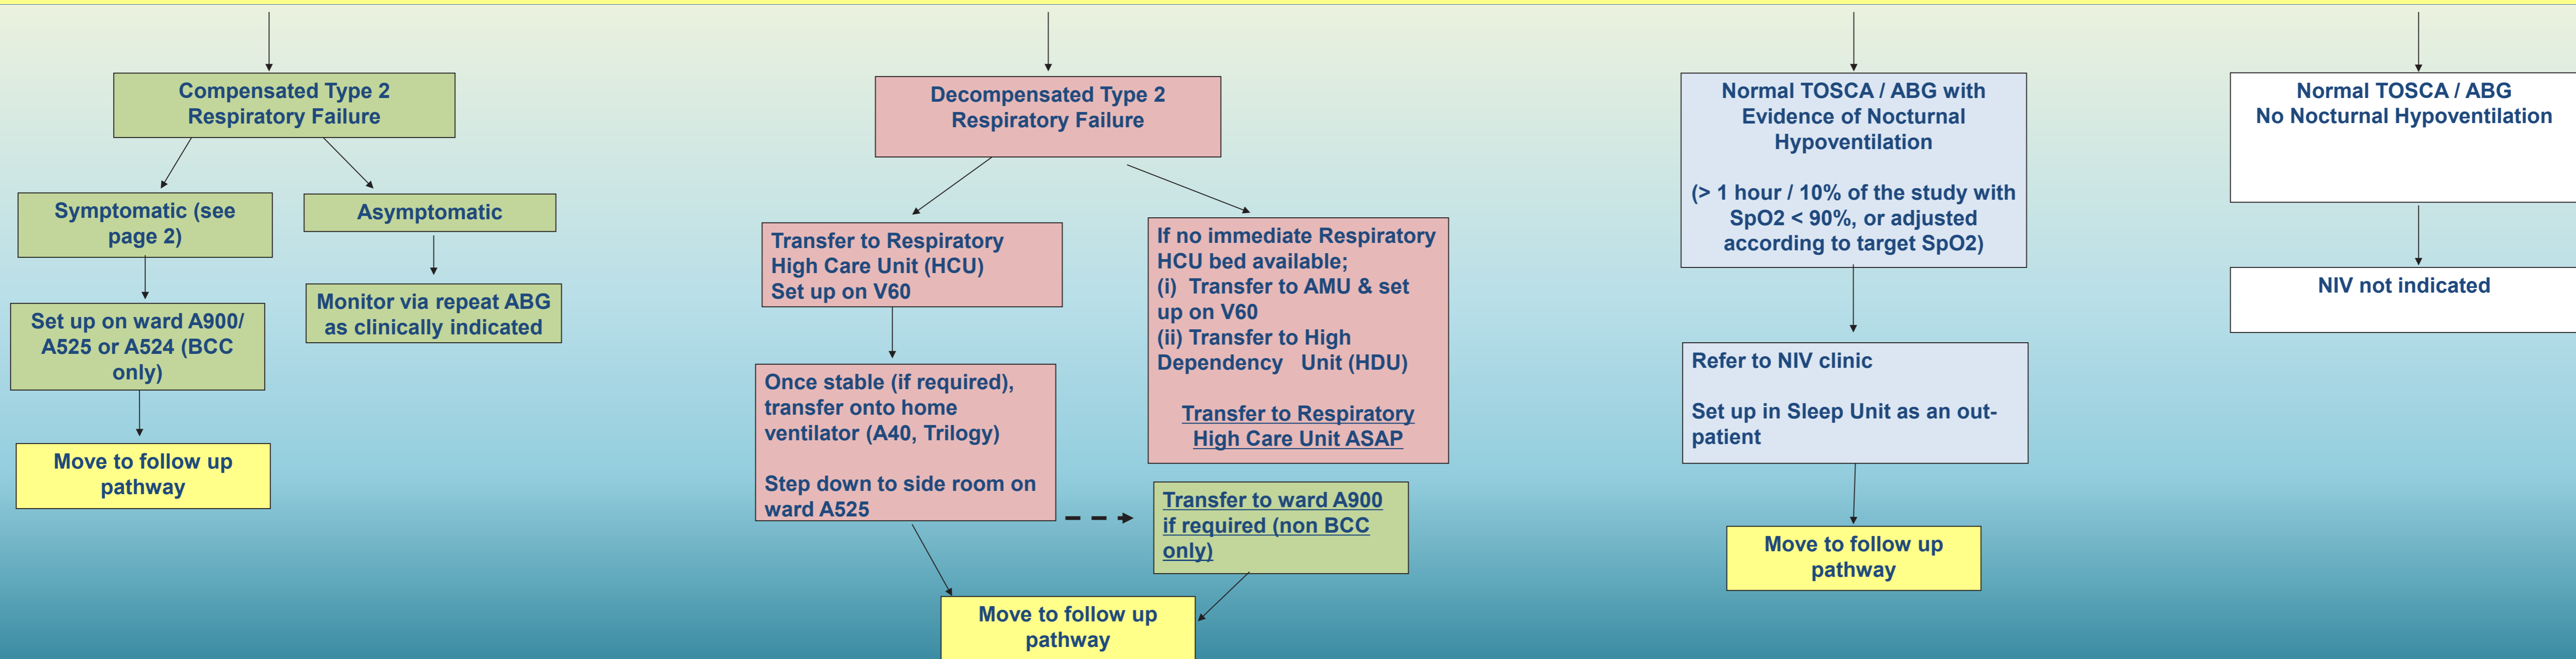 Compensated Type 2
Respiratory Failure
Symptomatic (see
page 2)
Asymptomatic
Set up on ward A900/
A525 or A524 (BCC
only)
Monitor via repeat ABG
as clinically indicated
Move to follow up
pathway
Decompensated Type 2
Respiratory Failure
Transfer to Respiratory
High Care Unit (HCU)
Set up on V60
Once stable (if required),
transfer onto home
ventilator (A40, Trilogy)
Step down to side room on
ward A525
If no immediate Respiratory
HCU bed available;
(i) Transfer to AMU & set
up on V60
(ii) Transfer to High
Dependency Unit (HDU)
Transfer to Respiratory
High Care Unit ASAP
Transfer to ward A900
if required (non BCC
only)
Move to follow up
pathway
Normal TOSCA / ABG with
Evidence of Nocturnal
Hypoventilation
(> 1 hour / 10% of the study with
SpO2 < 90%, or adjusted
according to target SpO2)
Refer to NIV clinic
Set up in Sleep Unit as an out-
patient
Move to follow up
pathway
Normal TOSCA / ABG
No Nocturnal Hypoventilation
NIV not indicated